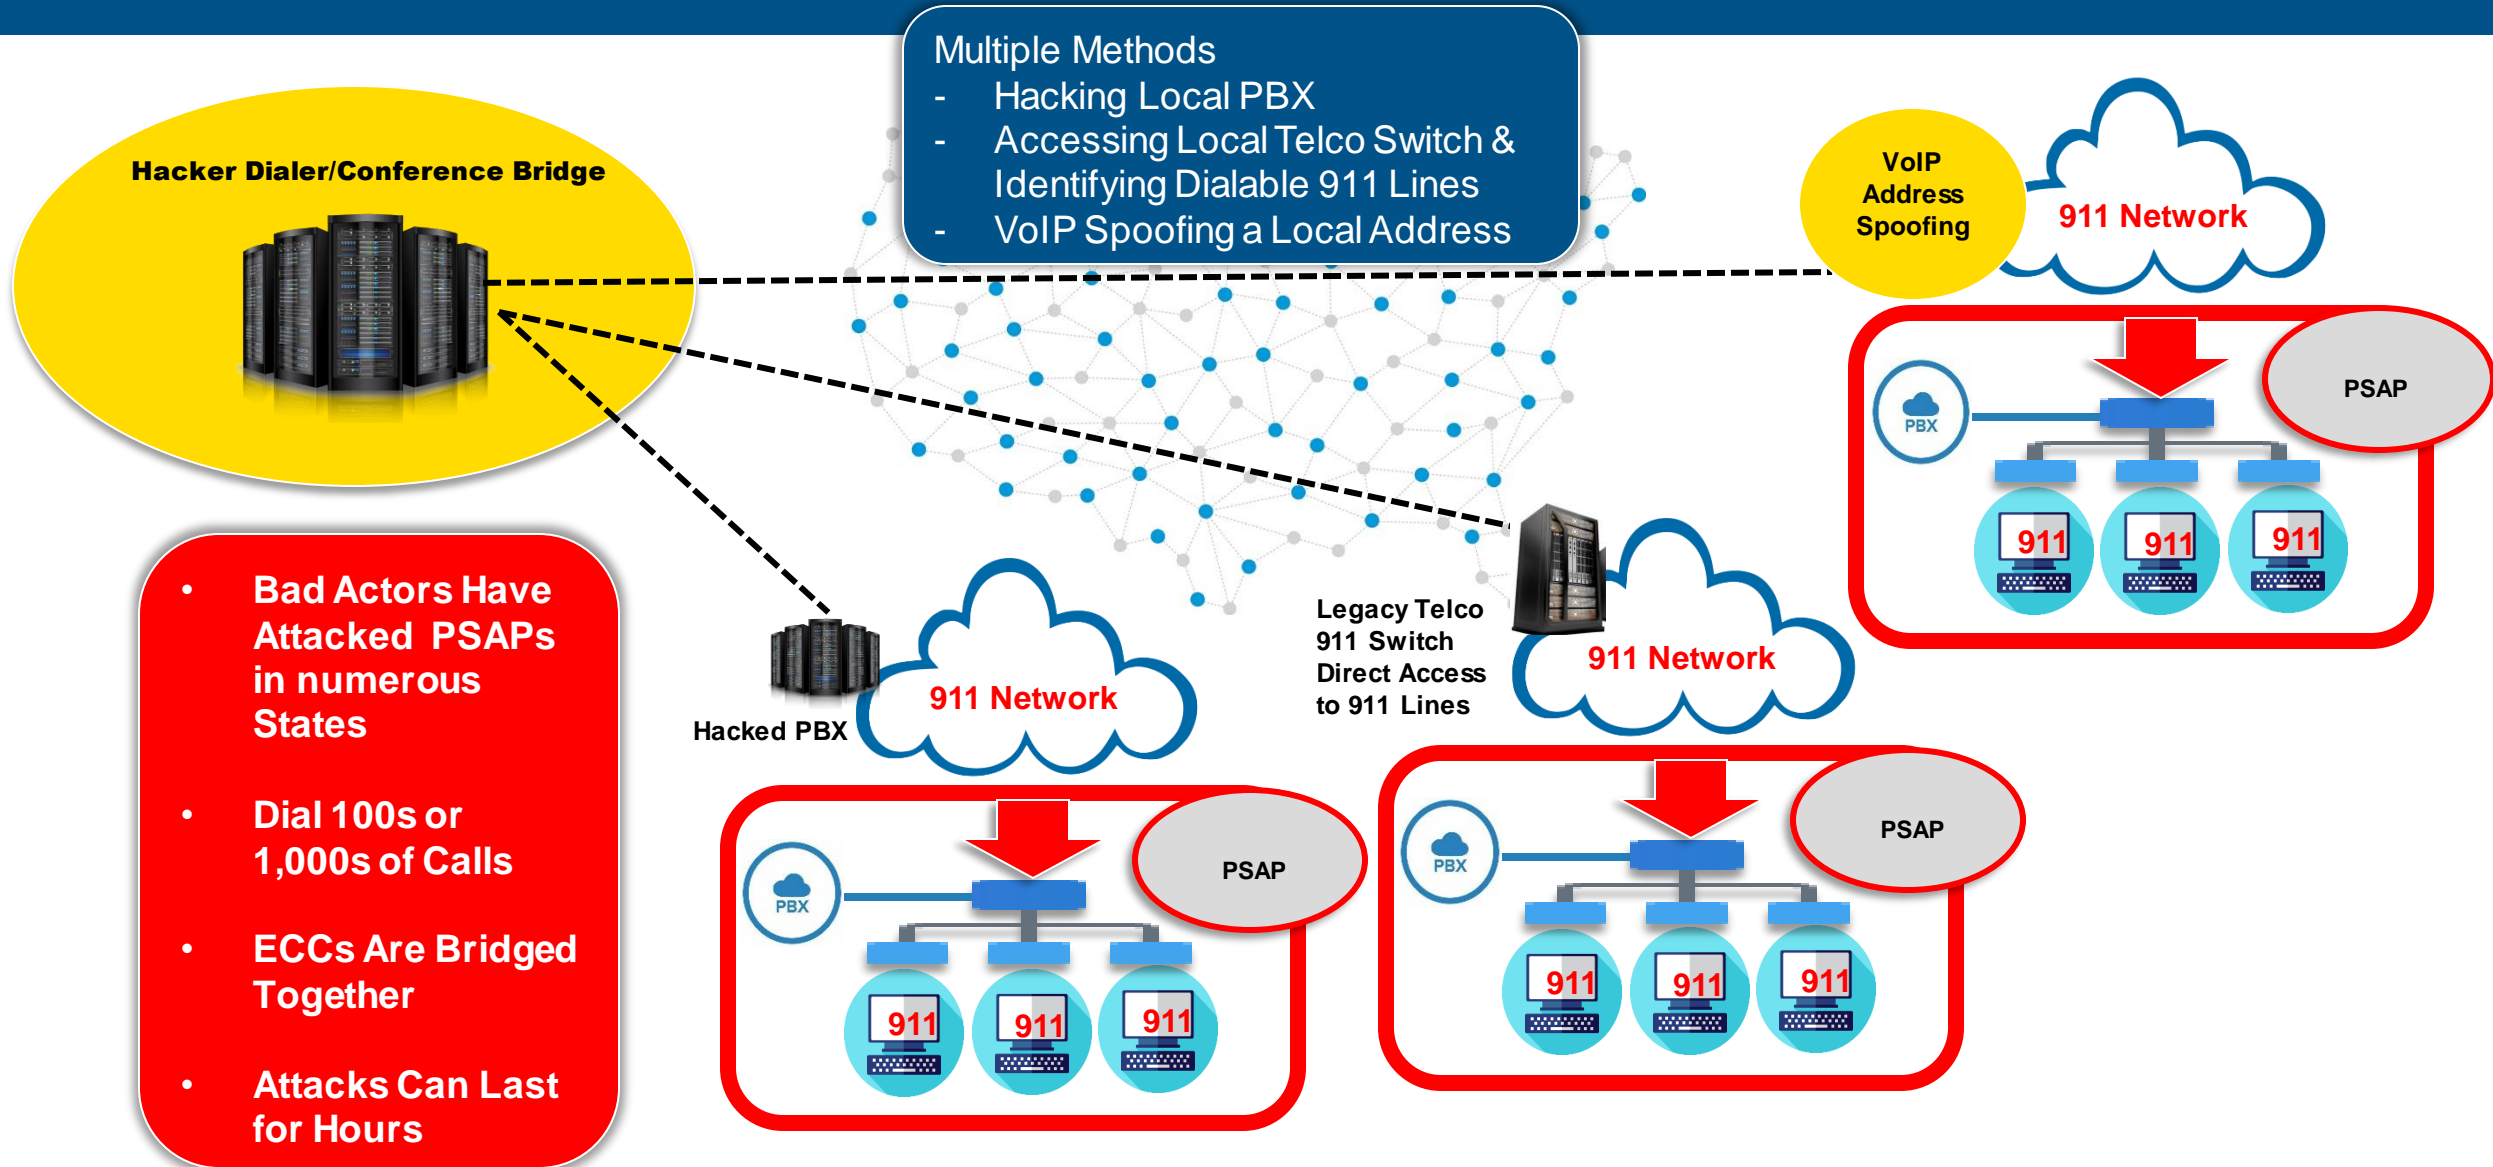 Multiple Methods
- Hacking Local PBX
- Accessing Local Telco Switch &
Identifying Dialable 911 Lines
- VoIP Spoofing a Local Address
Hacker Dialer/Conference Bridge
VoIP
Address
Spoofing
911 Network
PSAP
PBX
911
911
911
• Bad Actors Have
Attacked PSAPs
in numerous
States
• Dial 100s or
1,000s of Calls
• ECCs Are Bridged
Together
• Attacks Can Last
for Hours
Hacked PBX
911 Network
PSAP
PBX
911
911
911
Legacy Telco
911 Switch
Direct Access
to 911 Lines
911 Network
PSAP
PBX
911
911
911